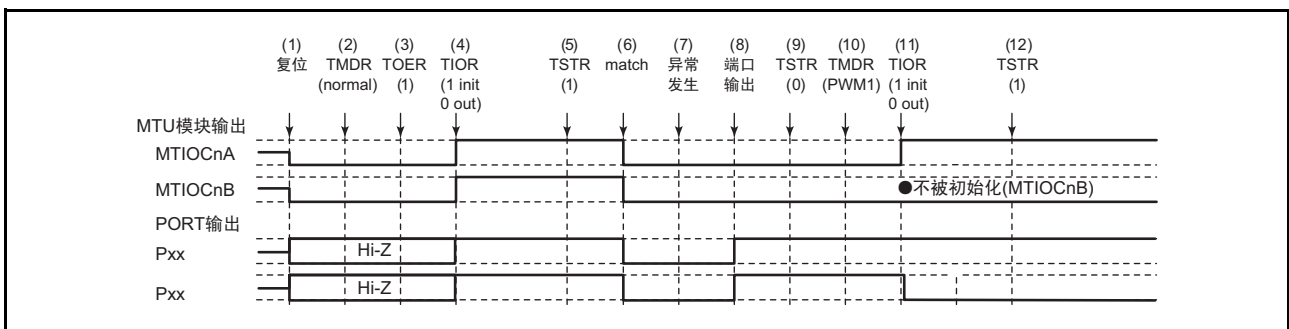 (1) (2) (3) (4) (5) (6) (7) (8) (9) (10) (11) (12)
复位 TMDR TOER TIOR TSTR match 异常 端口 TSTR TMDR TIOR TSTR
(normal) (1) (1 init (1) 发生 输出 (0) (PWM1) (1 init (1)
0 out) 0 out)
MTU模块输出
MTIOCnA
MTIOCnB ●不被初始化(MTIOCnB)
PORT输出
Pxx Hi-Z
Pxx Hi-Z